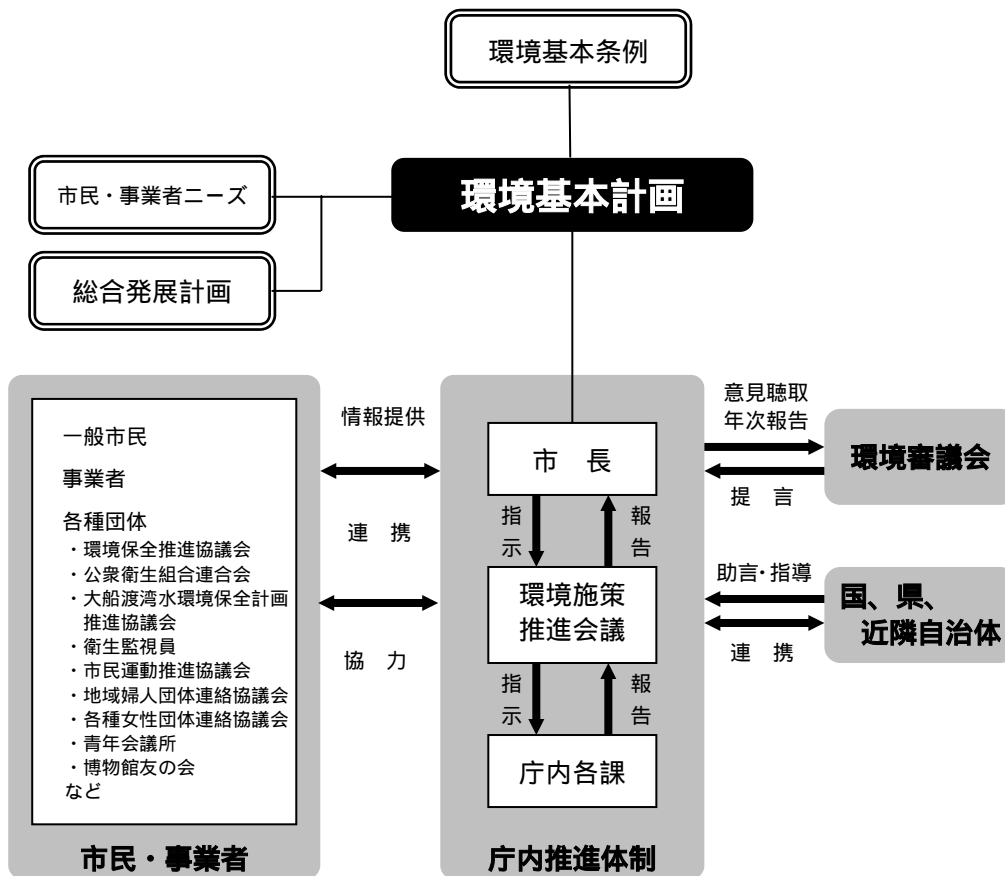 環境基本条例
市民・事業者ニーズ
環境基本計画
総合発展計画
一般市民
事業者
各種団体
・環境保全推進協議会
・公衆衛生組合連合会
・大船渡湾水環境保全計画
推進協議会
・衛生監視員
・市民運動推進協議会
・地域婦人団体連絡協議会
・各種女性団体連絡協議会
・青年会議所
・博物館友の会
など
市民・事業者
情報提供
連 携
協 力
市 長
指示
報告
環境施策
推進会議
指示
報告
庁内各課
庁内推進体制
意見聴取
年次報告
提 言
環境審議会
助言・指導
連 携
国、県、
近隣自治体